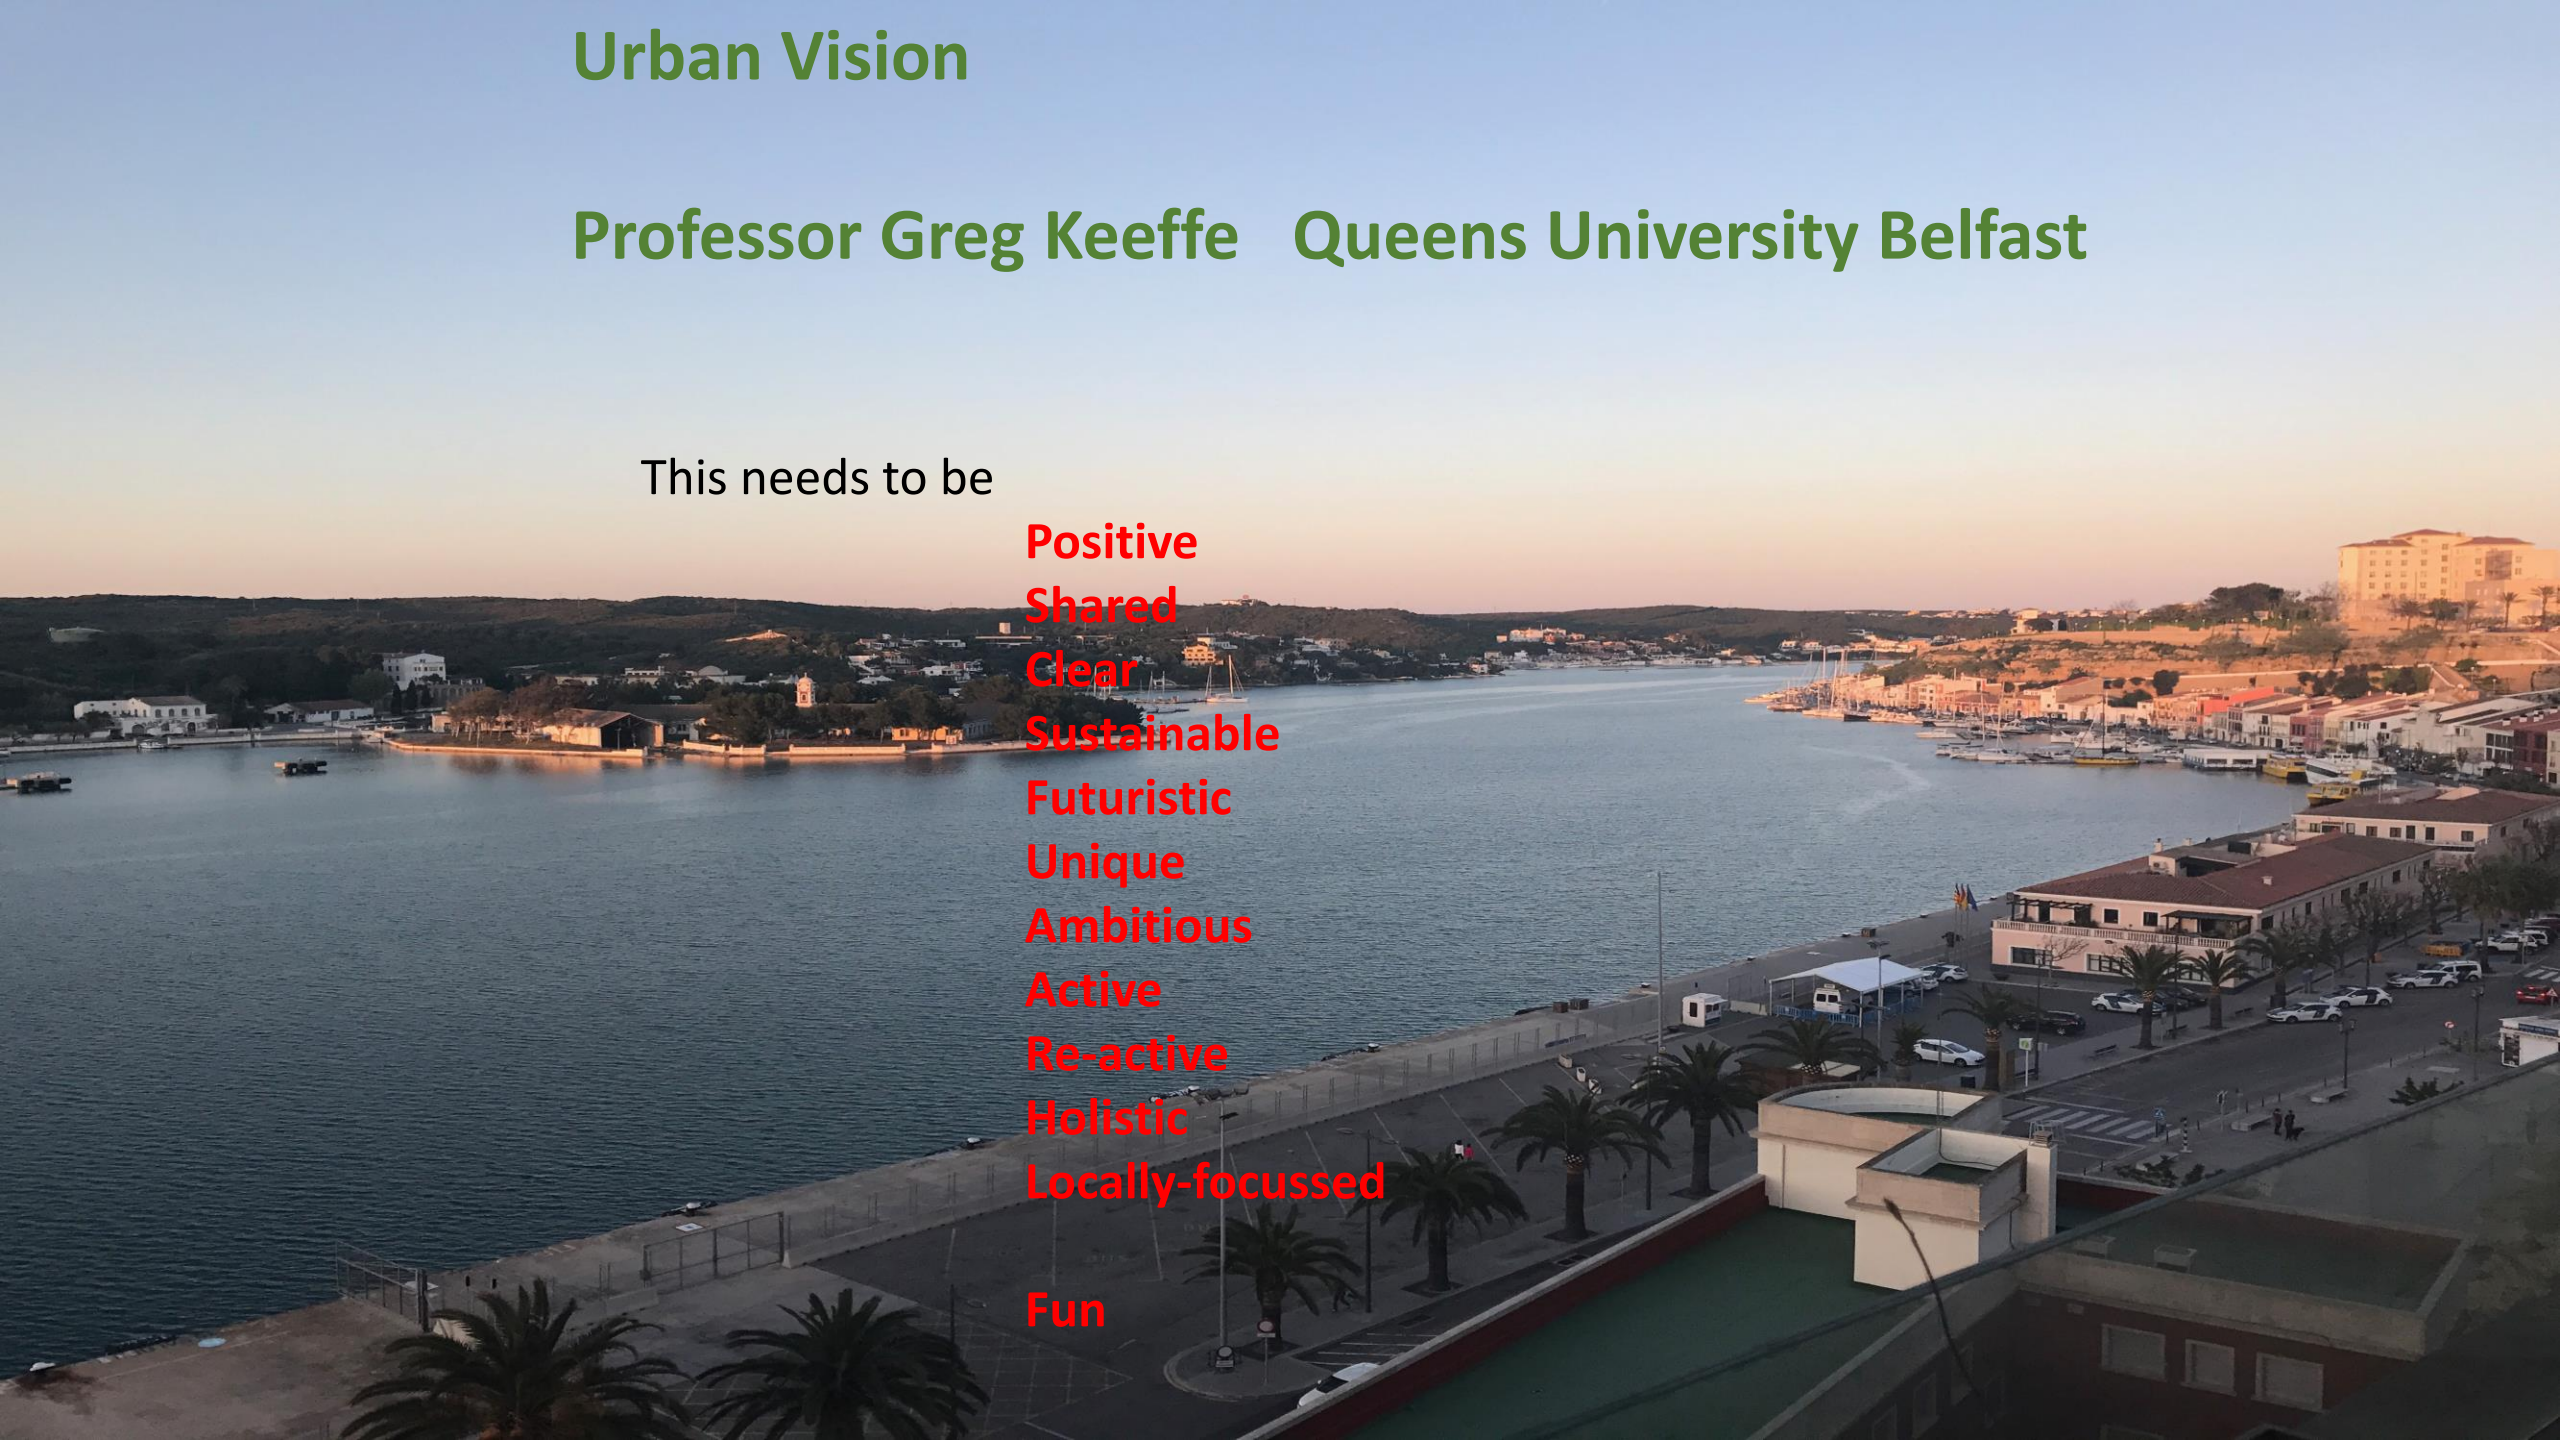 Urban Vision
Professor Greg Keeffe Queens University Belfast
This needs to be
Positive
Shared
Clear
Sustainable
Futuristic
Unique
Ambitious
Active
Re-active
Holistic
Locally-focussed
Fun